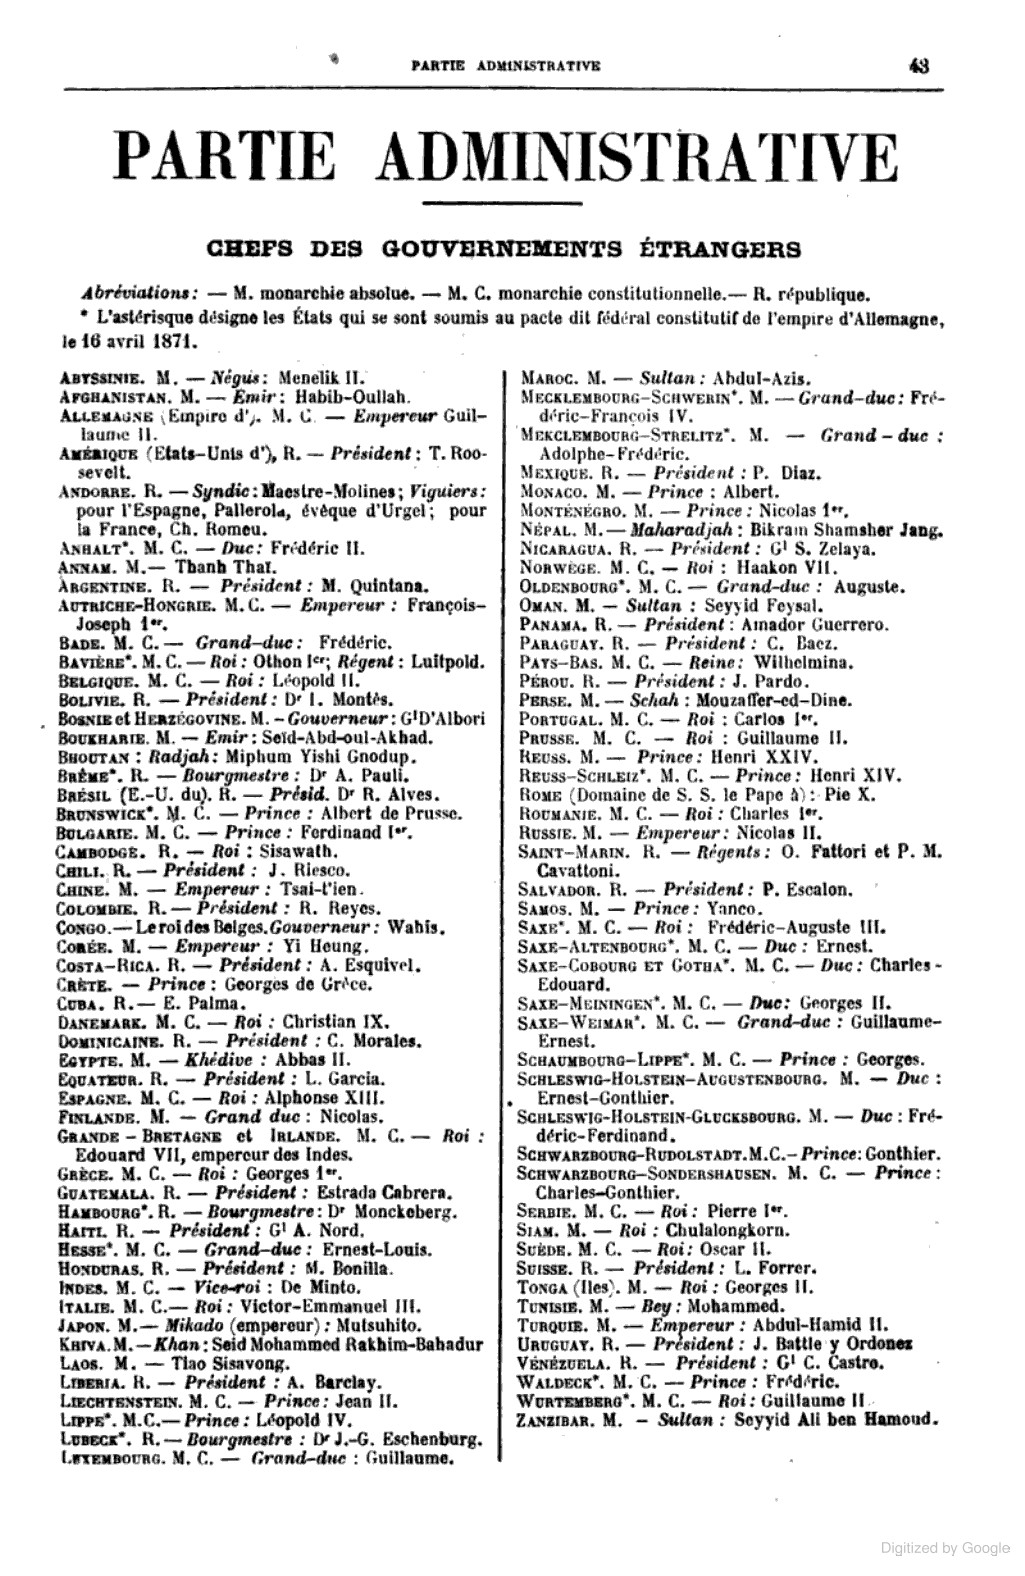 PARTIE ADMINISTRATIVE 43
PARTIE ADMINISTRATIVE
CHEFS DES GOUVERNEMENTS ÉTRANGERS
Abréviations : — M. monarchie absolue. — M. C. monarchie constitutionnelle. — R. république.
* L'astérisque désigne les États qui se sont soumis au pacte dit fédéral constitutif de l'empire d'Allemagne,
le 16 avril 1871.
ABYSSINIE. M. — Négus : Menelik II.
AFGHANISTAN. M. — Emir : Habib-Oullah.
ALLEMAGNE (Empire d'). M. C. — Empereur Guil-
laume II.
AMÉRIQUE (Etats-Unis d'), R. — Président : T. Roo-
sevelt.
ANDORRE. R. — Syndic : Maestre-Molines ; Viguiers :
pour l'Espagne, Pallerola, évêque d'Urgel ; pour
la France, Ch. Romeu.
ANHALT*. M. C. — Duc : Frédéric II.
ANNAM. M.— Thanh Thaï.
ARGENTINE. R. — Président : M. Quintana.
AUTRICHE-HONGRIE. M. C. — Empereur : François-
Joseph 1er.
BADE. M. C. — Grand-duc : Frédéric.
BAVIÈRE*. M. C. — Roi : Othon Ier; Régent : Luitpold.
BELGIQUE. M. C. — Roi : Léopold II.
BOLIVIE. R. — Président : Dr I. Montès.
BOSNIE et HERZÉGOVINE. M. – Gouverneur : Gl D'Albori
BOUKHARIE. M. — Emir : Seïd-Abd-oul-Akhad.
BHOUTAN : Radjah : Miphum Yishi Gnodup.
BRÊME*. R. — Bourgmestre : Dr A. Pauli.
BRÉSIL (E.-U. du). R. — Présid. Dr R. Alves.
BRUNSWICK*. M. C. — Prince : Albert de Prusse.
BULGARIE. M. C. — Prince : Ferdinand Ier.
CAMBODGE. R. — Roi : Sisawath.
CHILI. R. — Président : J. Riesco.
CHINE. M. — Empereur : Tsai-t'ien.
COLOMBIE. R. — Président : R. Reyes.
CONGO.— Le roi des Belges. Gouverneur : Wahis.
CORÉE. M. — Empereur : Yi Heung.
COSTA-RICA. R. — Président : A. Esquivel.
CRÈTE. — Prince : Georges de Grèce.
CUBA. R.— E. Palma.
DANEMARK. M. C. — Roi : Christian IX.
DOMINICAINE. R. — Président : C. Morales.
EGYPTE. M. — Khédive : Abbas II.
EQUATEUR. R. — Président : L. Garcia.
ESPAGNE. M. C. — Roi : Alphonse XIII.
FINLANDE. M. — Grand duc : Nicolas.
GRANDE – BRETAGNE et IRLANDE. M. C. — Roi :
Edouard VII, empereur des Indes.
GRÈCE. M. C. — Roi : Georges 1er.
GUATEMALA. R. — Président : Estrada Cabrera.
HAMBOURG*. R. — Bourgmestre : Dr Monckeberg.
HAITI. R. — Président : Gl A. Nord.
HESSE*. M. C. — Grand-duc : Ernest-Louis.
HONDURAS. R. — Président : M. Bonilla.
INDES. M. C. — Vice-roi : De Minto.
ITALIE. M. C.— Roi : Victor-Emmanuel III.
JAPON. M.— Mikado (empereur) : Mutsuhito.
KHIVA. M.—Khan : Seid Mohammed Rakhim-Bahadur
LAOS. M. — Tiao Sisavong.
LIBERIA. R. — Président : A. Barclay.
LIECHTENSTEIN. M. C. — Prince : Jean II.
LIPPE*. M.C.— Prince : Léopold IV.
LUBECK*. R. — Bourgmestre : Dr J.-G. Eschenburg.
LUXEMBOURG. M. C. — Grand-duc : Guillaume.
MAROC. M. — Sultan : Abdul-Azis.
MECKLEMBOURG-SCHWERIN*. M. — Grand-duc : Fré-
déric-François IV.
MEKCLEMBOURG-STRELITZ*. M. — Grand – duc :
Adolphe-Frédéric.
MEXIQUE. R. — Président : P. Diaz.
MONACO. M. — Prince : Albert.
MONTÉNÉGRO. M. — Prince : Nicolas 1er.
NÉPAL. M.— Maharadjah : Bikram Shamsher Jang.
NICARAGUA. R. — Président : Gl S. Zelaya.
NORWÈGE. M. C. — Roi : Haakon VII.
OLDENBOURG*. M. C. — Grand-duc : Auguste.
OMAN. M. — Sultan : Seyyid Feysal.
PANAMA. R. — Président : Amador Guerrero.
PARAGUAY. R. — Président : C. Baez.
PAYS-BAS. M. C. — Reine : Wilhelmina.
PÉROU. R. — Président : J. Pardo.
PERSE. M. — Schah : Mouzaffer-ed-Dine.
PORTUGAL. M. C. — Roi : Carlos Ier.
PRUSSE. M. C. — Roi : Guillaume II.
REUSS. M. — Prince : Henri XXIV.
REUSS-SCHLEIZ*. M. C. — Prince : Henri XIV.
ROME (Domaine de S. S. le Pape à) : Pie X.
ROUMANIE. M. C. — Roi : Charles Ier.
RUSSIE. M. — Empereur : Nicolas II.
SAINT-MARIN. R. — Régents : O. Fattori et P. M.
Cavattoni.
SALVADOR. R. — Président : P. Escalon.
SAMOS. M. — Prince : Yanco.
SAXE*. M. C. — Roi : Frédéric-Auguste III.
SAXE-ALTENBOURG*. M. C. — Duc : Ernest.
SAXE-COBOURG ET GOTHA*. M. C. — Duc : Charles-
Edouard.
SAXE-MEININGEN*. M. C. — Duc : Georges II.
SAXE-WEIMAR*. M. C. — Grand-duc : Guillaume-
Ernest.
SCHAUMBOURG-LIPPE*. M. C. — Prince : Georges.
SCHLESWIG-HOLSTEIN-AUGUSTENBOURG. M. — Duc :
Ernest-Gonthier.
SCHLESWIG-HOLSTEIN-GLUCKSBOURG. M. — Duc : Fré-
déric-Ferdinand.
SCHWARZBOURG-RUDOLSTADT. M.C.— Prince : Gonthier.
SCHWARZBOURG-SONDERSHAUSEN. M. C. — Prince :
Charles-Gonthier.
SERBIE. M. C. — Roi : Pierre Ier.
SIAM. M. — Roi : Chulalongkorn.
SUÈDE. M. C. — Roi : Oscar II.
SUISSE. R. — Président : L. Forrer.
TONGA (Iles). M. — Roi : Georges II.
TUNISIE. M. — Bey : Mohammed.
TURQUIE. M. — Empereur : Abdul-Hamid II.
URUGUAY. R. — Président : J. Battle y Ordonez
VÉNÉZUELA. R. — Président : Gl C. Castro.
WALDECK*. M. C. — Prince : Frédéric.
WURTEMBERG*. M. C. — Roi : Guillaume II.
ZANZIBAR. M. – Sultan : Seyyid Ali ben Hamoud.
Digitized by Google